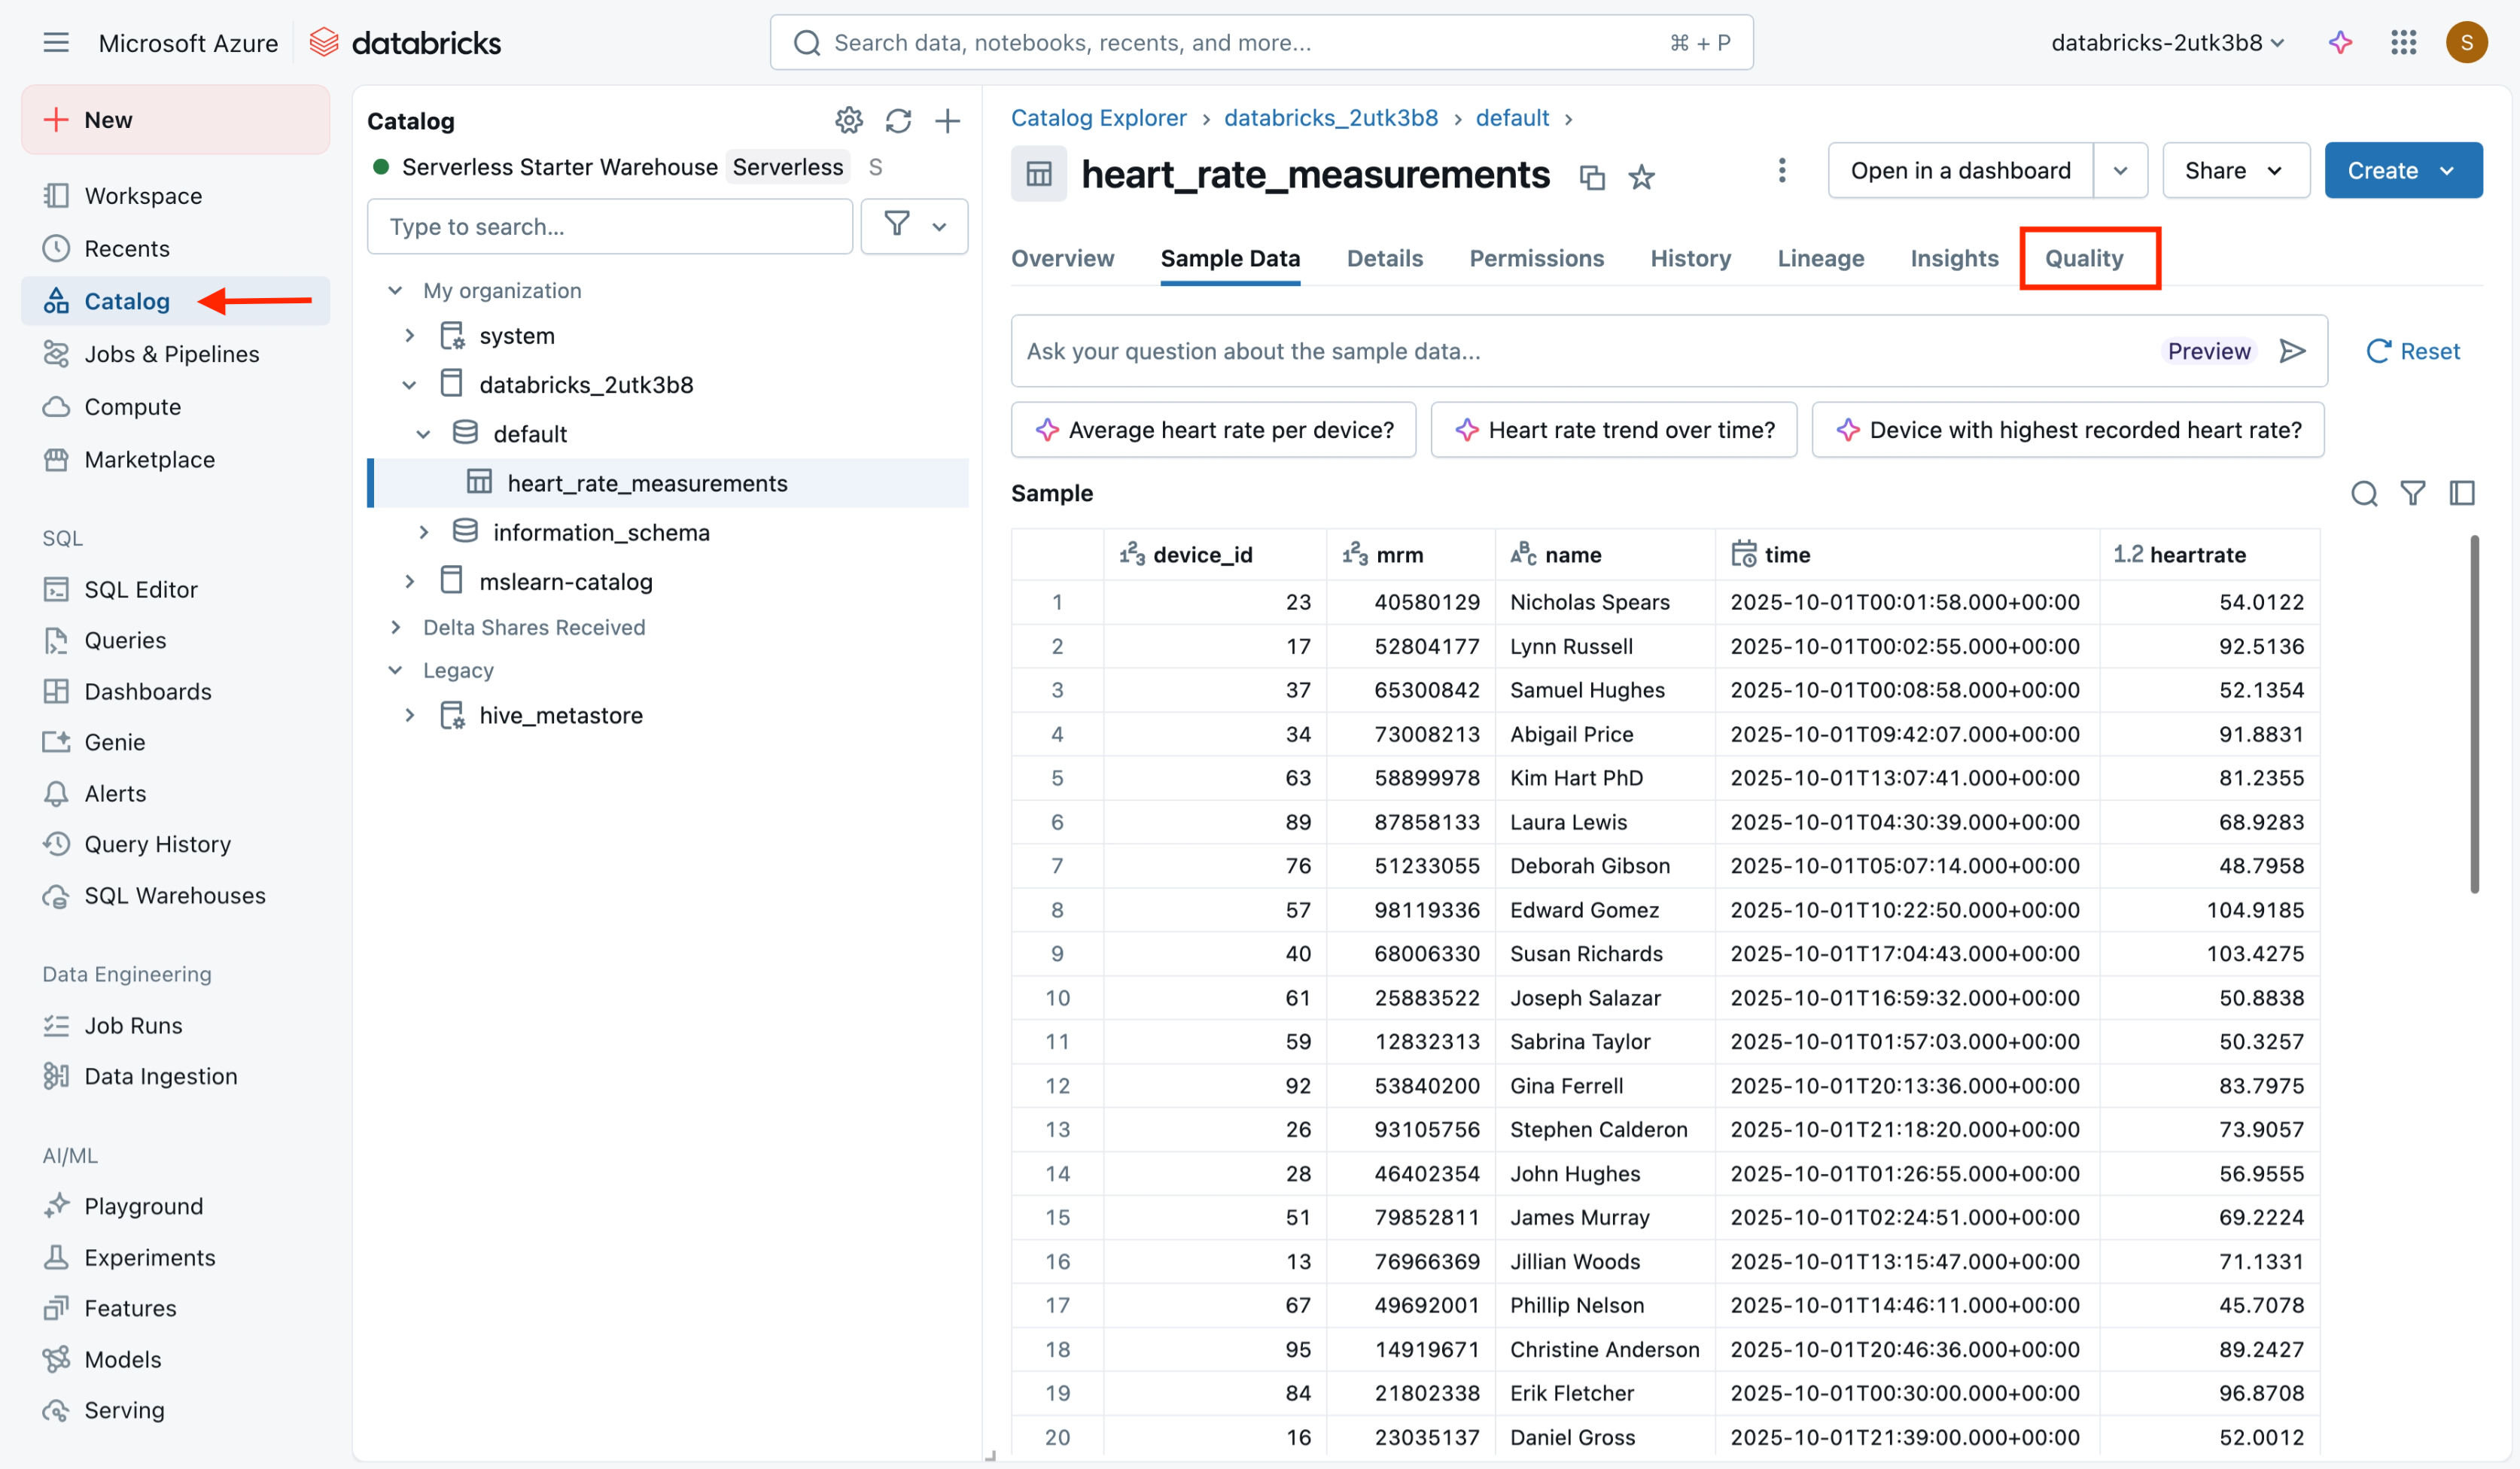 Microsoft Azure databricks
Search data, notebooks, recents, and more... ⌘ + P
databricks-2utk3b8
S
New
Workspace
Recents
Catalog
Jobs & Pipelines
Compute
Marketplace
SQL
SQL Editor
Queries
Dashboards
Genie
Alerts
Query History
SQL Warehouses
Data Engineering
Job Runs
Data Ingestion
AI/ML
Playground
Experiments
Features
Models
Serving
Catalog
Serverless Starter Warehouse Serverless S
Type to search...
My organization
system
databricks_2utk3b8
default
heart_rate_measurements
information_schema
mslearn-catalog
Delta Shares Received
Legacy
hive_metastore
Catalog Explorer > databricks_2utk3b8 > default >
heart_rate_measurements
Open in a dashboard Share Create
Overview Sample Data Details Permissions History Lineage Insights Quality
Ask your question about the sample data... Preview Reset
Average heart rate per device? Heart rate trend over time? Device with highest recorded heart rate?
Sample
123 device_id 123 mrm ABC name time 1.2 heartrate
1 23 40580129 Nicholas Spears 2025-10-01T00:01:58.000+00:00 54.0122
2 17 52804177 Lynn Russell 2025-10-01T00:02:55.000+00:00 92.5136
3 37 65300842 Samuel Hughes 2025-10-01T00:08:58.000+00:00 52.1354
4 34 73008213 Abigail Price 2025-10-01T09:42:07.000+00:00 91.8831
5 63 58899978 Kim Hart PhD 2025-10-01T13:07:41.000+00:00 81.2355
6 89 87858133 Laura Lewis 2025-10-01T04:30:39.000+00:00 68.9283
7 76 51233055 Deborah Gibson 2025-10-01T05:07:14.000+00:00 48.7958
8 57 98119336 Edward Gomez 2025-10-01T10:22:50.000+00:00 104.9185
9 40 68006330 Susan Richards 2025-10-01T17:04:43.000+00:00 103.4275
10 61 25883522 Joseph Salazar 2025-10-01T16:59:32.000+00:00 50.8838
11 59 12832313 Sabrina Taylor 2025-10-01T01:57:03.000+00:00 50.3257
12 92 53840200 Gina Ferrell 2025-10-01T20:13:36.000+00:00 83.7975
13 26 93105756 Stephen Calderon 2025-10-01T21:18:20.000+00:00 73.9057
14 28 46402354 John Hughes 2025-10-01T01:26:55.000+00:00 56.9555
15 51 79852811 James Murray 2025-10-01T02:24:51.000+00:00 69.2224
16 13 76966369 Jillian Woods 2025-10-01T13:15:47.000+00:00 71.1331
17 67 49692001 Phillip Nelson 2025-10-01T14:46:11.000+00:00 45.7078
18 95 14919671 Christine Anderson 2025-10-01T20:46:36.000+00:00 89.2427
19 84 21802338 Erik Fletcher 2025-10-01T00:30:00.000+00:00 96.8708
20 16 23035137 Daniel Gross 2025-10-01T21:39:00.000+00:00 52.0012